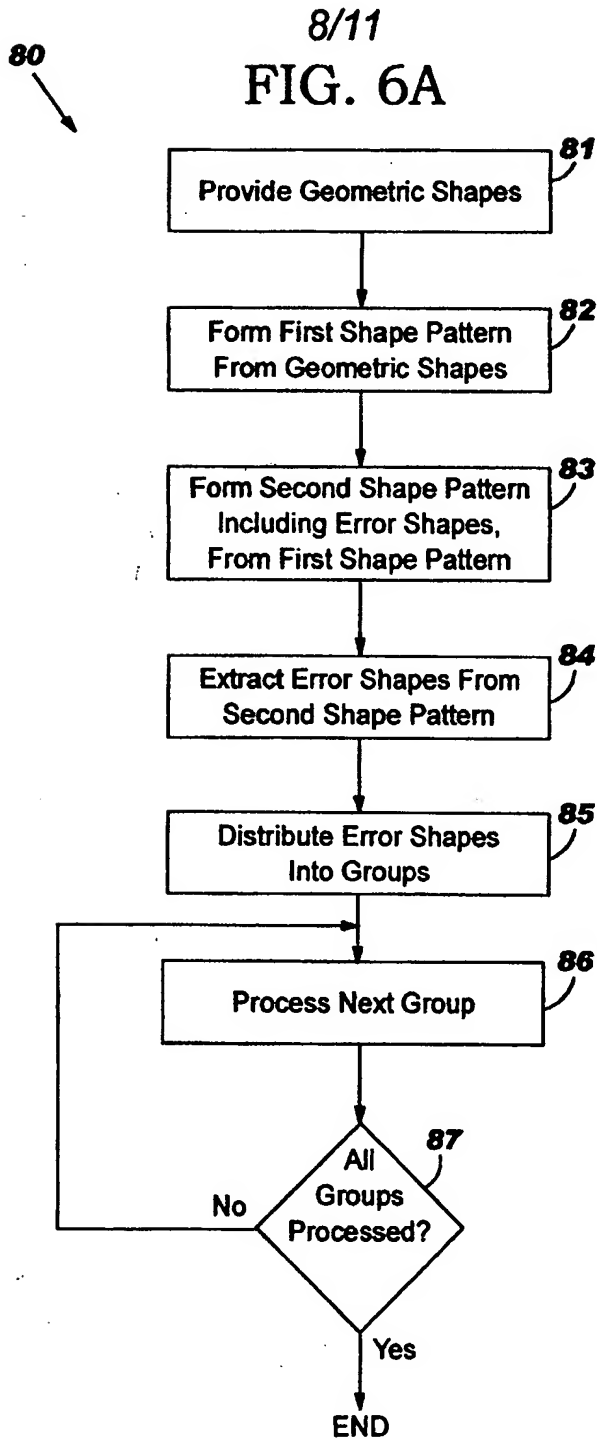 8/11
80
FIG. 6A
81
Provide Geometric Shapes
82
Form First Shape Pattern
From Geometric Shapes
83
Form Second Shape Pattern
Including Error Shapes,
From First Shape Pattern
84
Extract Error Shapes From
Second Shape Pattern
85
Distribute Error Shapes
Into Groups
86
Process Next Group
87
All
Groups
Processed?
No
Yes
END